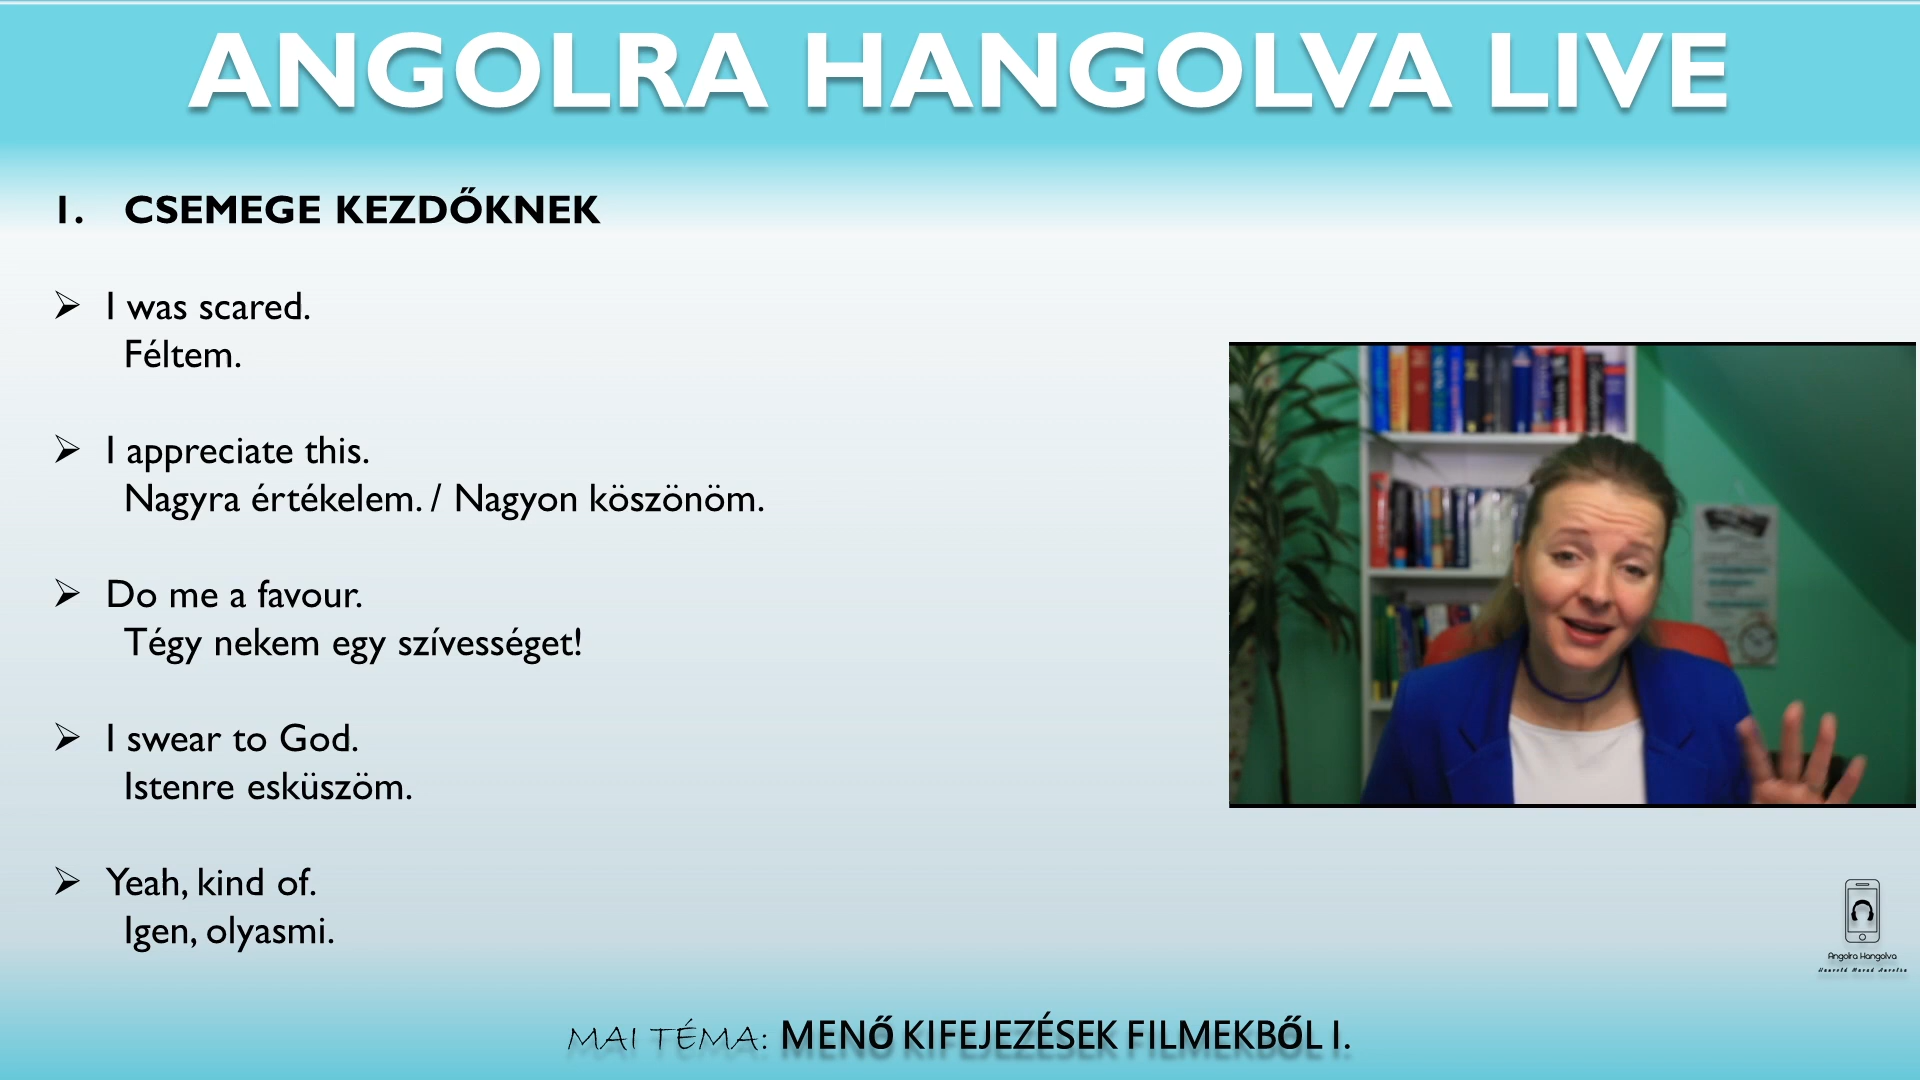 ANGOLRA HANGOLVA LIVE
1. CSEMEGE KEZDŐKNEK
➢ I was scared.
Féltem.
➢ I appreciate this.
Nagyra értékelem. / Nagyon köszönöm.
➢ Do me a favour.
Tégy nekem egy szívességet!
➢ I swear to God.
Istenre esküszöm.
➢ Yeah, kind of.
Igen, olyasmi.
Angolra Hangolva
MAI TÉMA: MENŐ KIFEJEZÉSEK FILMEKBŐL I.